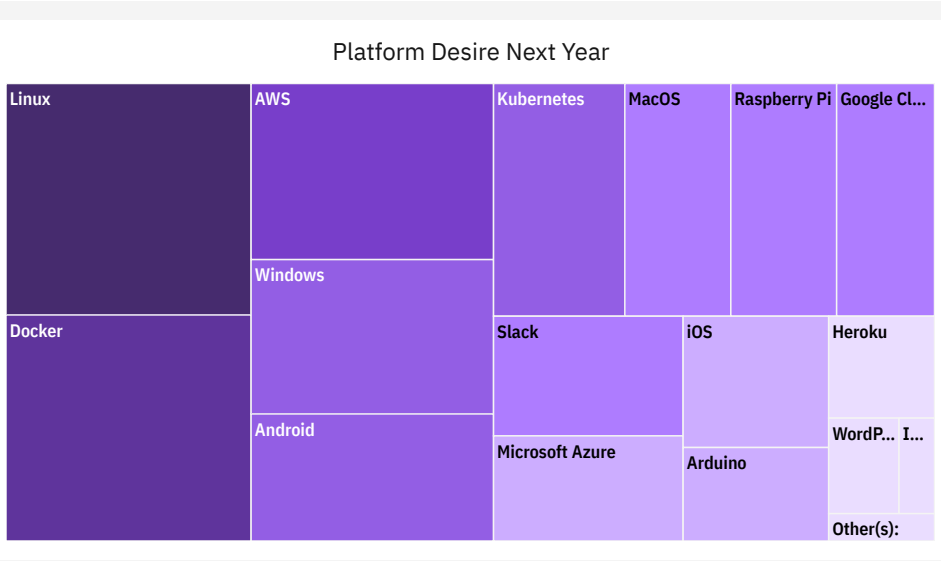 Platform Desire Next Year
Linux
AWS
Kubernetes
MacOS
Raspberry Pi
Google Cl...
Windows
Docker
Slack
iOS
Heroku
Android
WordP...
I...
Microsoft Azure
Arduino
Other(s):